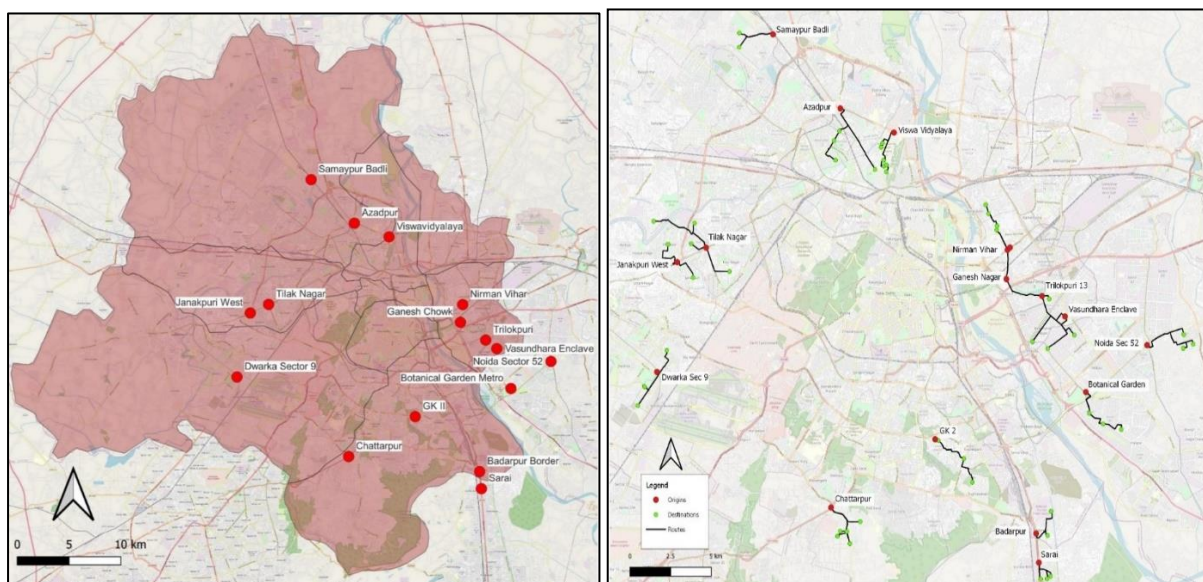 Samaypur Badli
Azadpur
Viswavidyalaya
Janakpuri West
Tilak Nagar
Nirman Vihar
Ganesh Chowk
Trilokpuri
Vasundhara Enclave
Noida Sector 52
Dwarka Sector 9
Botanical Garden Metro
GK II
Chattarpur
Badarpur Border
Sarai
0 5 10 km
Samaypur Badli
Azadpur
Viswa Vidyalaya
Tilak Nagar
Janakpuri West
Nirman Vihar
Ganesh Nagar
Trilokpuri 13
Vasundhara Enclave
Noida Sec 52
Dwarka Sec 9
Botanical Garden
GK 2
Chattarpur
Badarpur
Sarai
Legend
Origins
Destinations
Routes
0 2.5 5 km